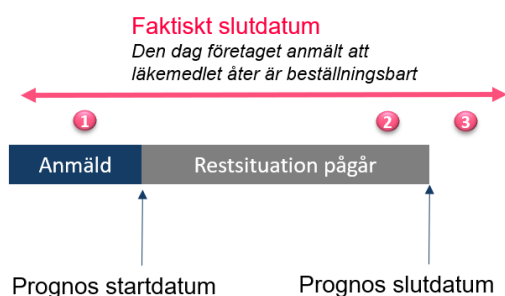 Faktiskt slutdatum
Den dag företaget anmält att
läkemedlet åter är beställningsbart
1 2 3
Anmäld Restsituation pågår
Prognos startdatum Prognos slutdatum